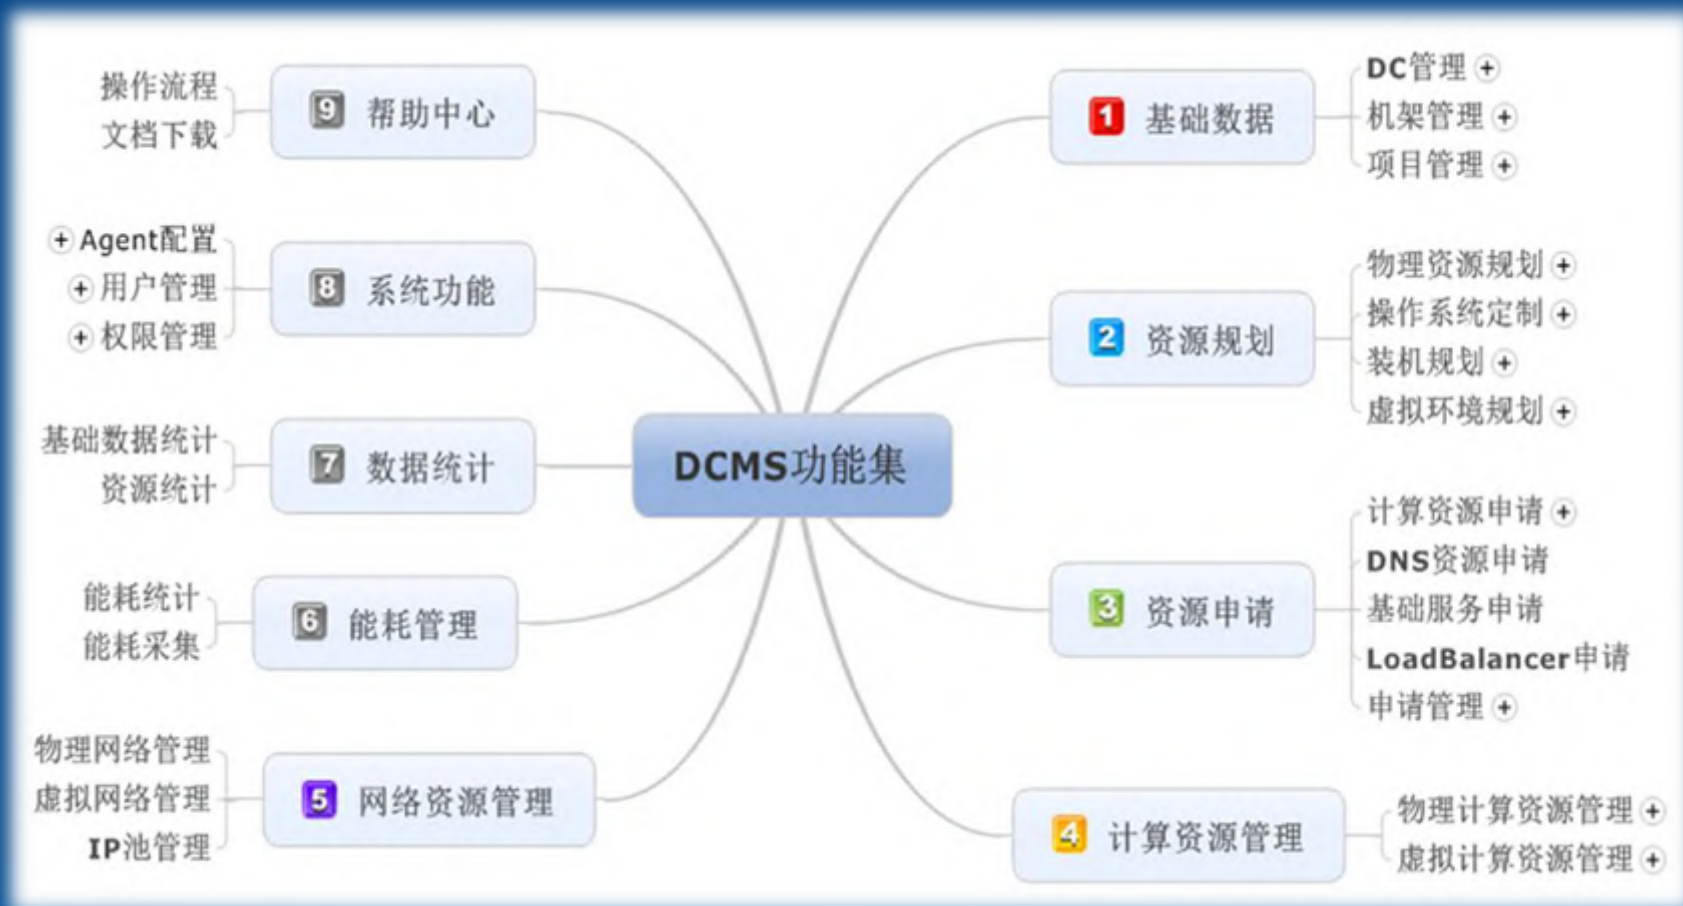 DCMS功能集
1 基础数据
DC管理
机架管理
项目管理
2 资源规划
物理资源规划
操作系统定制
装机规划
虚拟环境规划
3 资源申请
计算资源申请
DNS资源申请
基础服务申请
LoadBalancer申请
申请管理
4 计算资源管理
物理计算资源管理
虚拟计算资源管理
5 网络资源管理
物理网络管理
虚拟网络管理
IP池管理
6 能耗管理
能耗统计
能耗采集
7 数据统计
基础数据统计
资源统计
8 系统功能
Agent配置
用户管理
权限管理
9 帮助中心
操作流程
文档下载